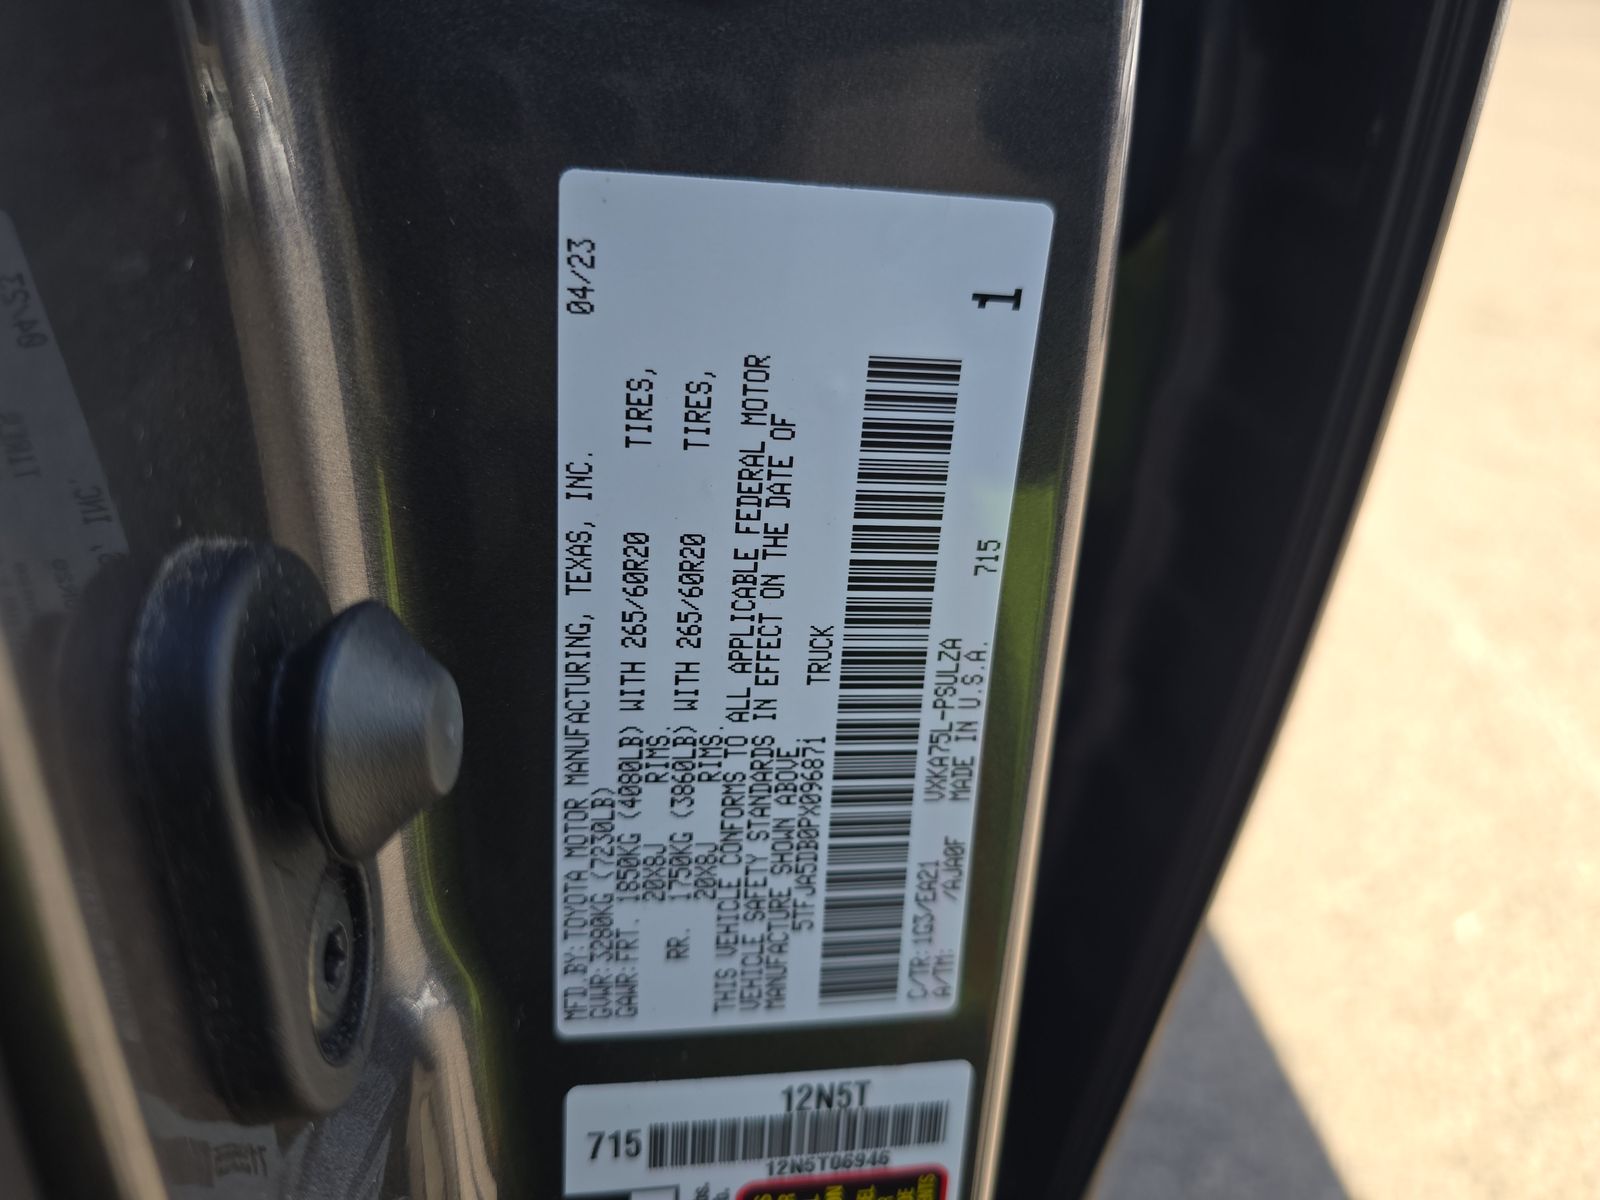 MFD.BY:TOYOTA MOTOR MANUFACTURING, TEXAS, INC. 04/23
GVWR:3280KG (7230LB)
GAWR:FRT. 1850KG (4080LB) WITH 265/60R20 TIRES,
20X8J RIMS.
RR. 1750KG (3860LB) WITH 265/60R20 TIRES,
20X8J RIMS.
THIS VEHICLE CONFORMS TO ALL APPLICABLE FEDERAL MOTOR
VEHICLE SAFETY STANDARDS IN EFFECT ON THE DATE OF
MANUFACTURE SHOWN ABOVE.
5TFJA5DB0PX096871 TRUCK
C/TR:1G3/EA21 VXKA75L-PSULZA 715
A/TM: /AJA0F MADE IN U.S.A.
1
12N5T
715
12N5T06946